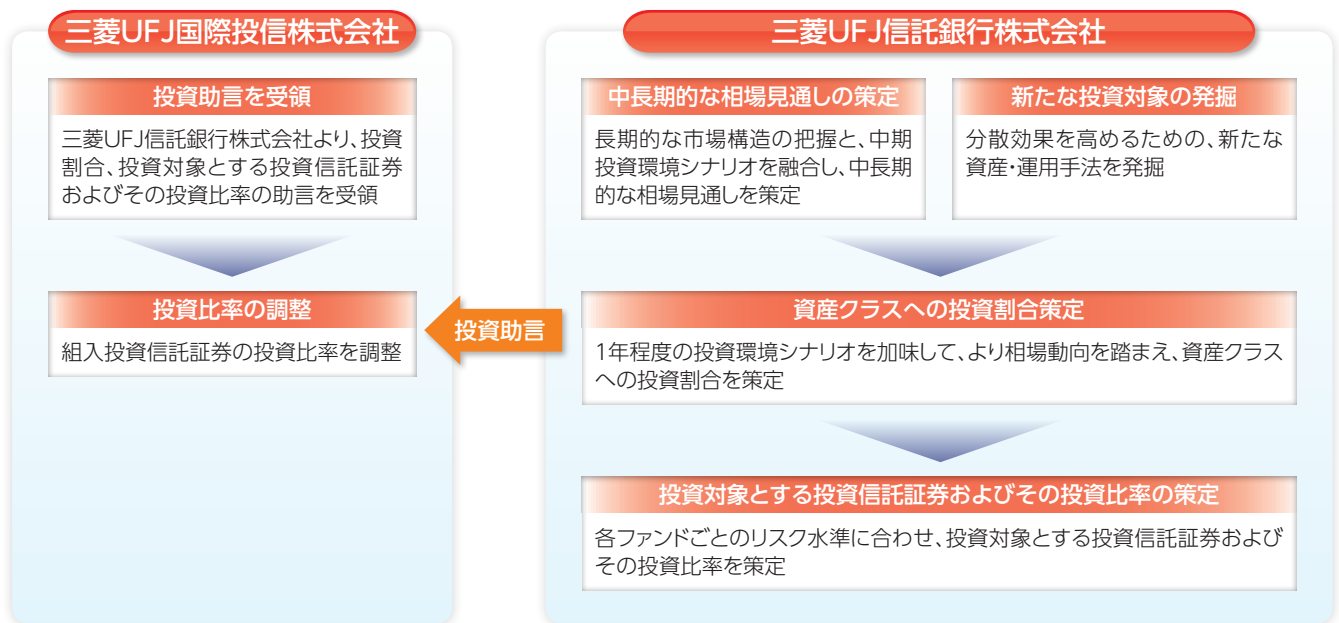 三菱UFJ国際投信株式会社
投資助言を受領
三菱UFJ信託銀行株式会社より、投資
割合、投資対象とする投資信託証券
およびその投資比率の助言を受領
投資比率の調整
組入投資信託証券の投資比率を調整
投資助言
三菱UFJ信託銀行株式会社
中長期的な相場見通しの策定
長期的な市場構造の把握と、中期
投資環境シナリオを融合し、中長期
的な相場見通しを策定
新たな投資対象の発掘
分散効果を高めるための、新たな
資産・運用手法を発掘
資産クラスへの投資割合策定
1年程度の投資環境シナリオを加味して、より相場動向を踏まえ、資産クラス
への投資割合を策定
投資対象とする投資信託証券およびその投資比率の策定
各ファンドごとのリスク水準に合わせ、投資対象とする投資信託証券および
その投資比率を策定